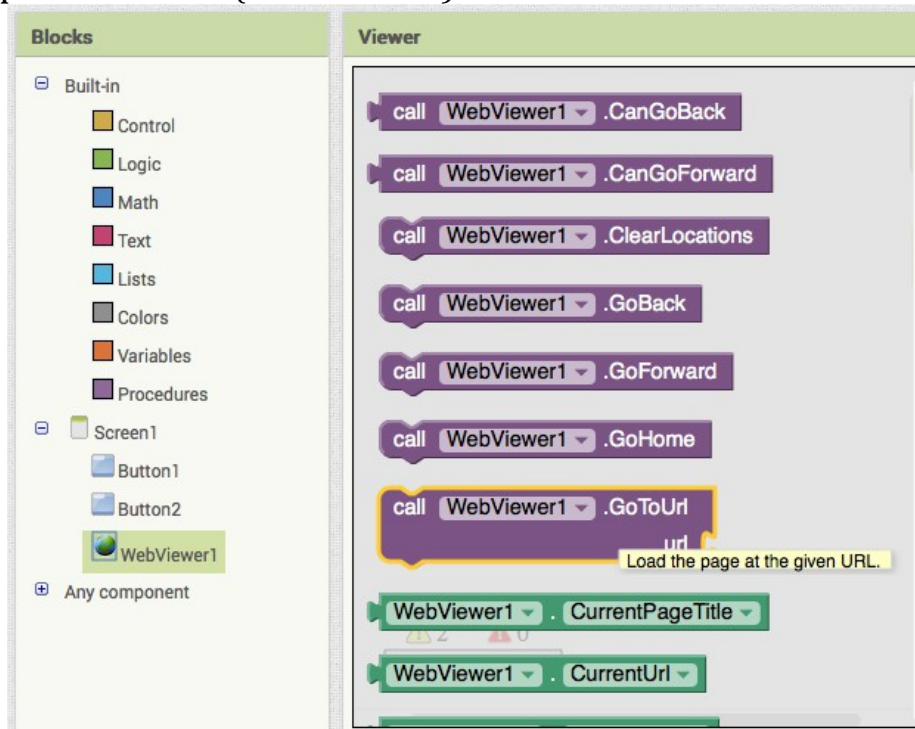 Blocks
Viewer
Built-in
Control
Logic
Math
Text
Lists
Colors
Variables
Procedures
Screen1
Button1
Button2
WebViewer1
Any component
call WebViewer1 .CanGoBack
call WebViewer1 .CanGoForward
call WebViewer1 .ClearLocations
call WebViewer1 .GoBack
call WebViewer1 .GoForward
call WebViewer1 .GoHome
call WebViewer1 .GoToUrl
url
Load the page at the given URL.
WebViewer1 . CurrentPageTitle
2 0
WebViewer1 . CurrentUrl